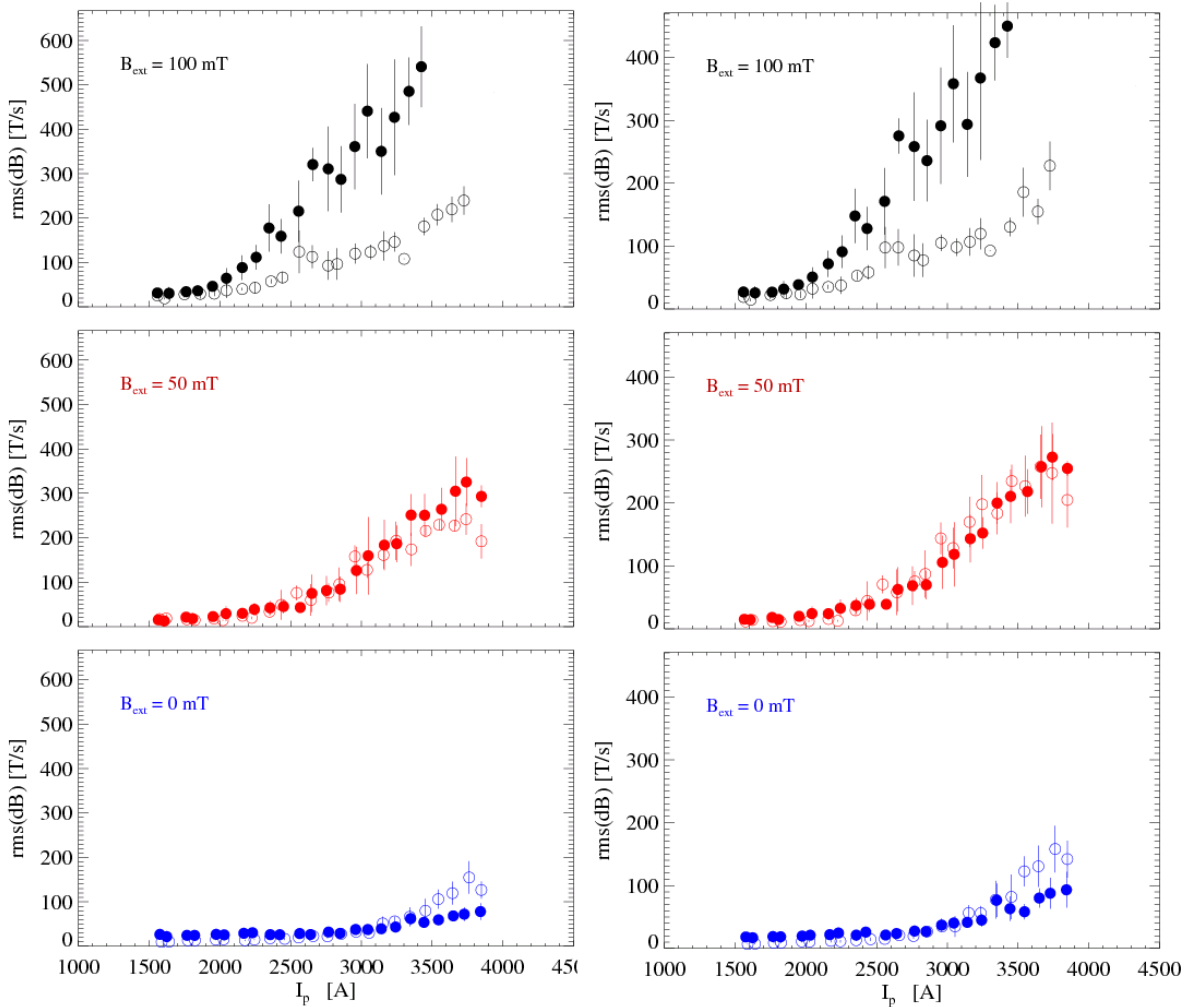 B_ext = 100 mT
rms(dB) [T/s]
600
500
400
300
200
100
0
B_ext = 100 mT
rms(dB) [T/s]
400
300
200
100
0
B_ext = 50 mT
rms(dB) [T/s]
600
500
400
300
200
100
0
B_ext = 50 mT
rms(dB) [T/s]
400
300
200
100
0
B_ext = 0 mT
rms(dB) [T/s]
600
500
400
300
200
100
0
1000 1500 2000 2500 3000 3500 4000 450
I_p [A]
B_ext = 0 mT
rms(dB) [T/s]
400
300
200
100
0
1000 1500 2000 2500 3000 3500 4000 4500
I_p [A]